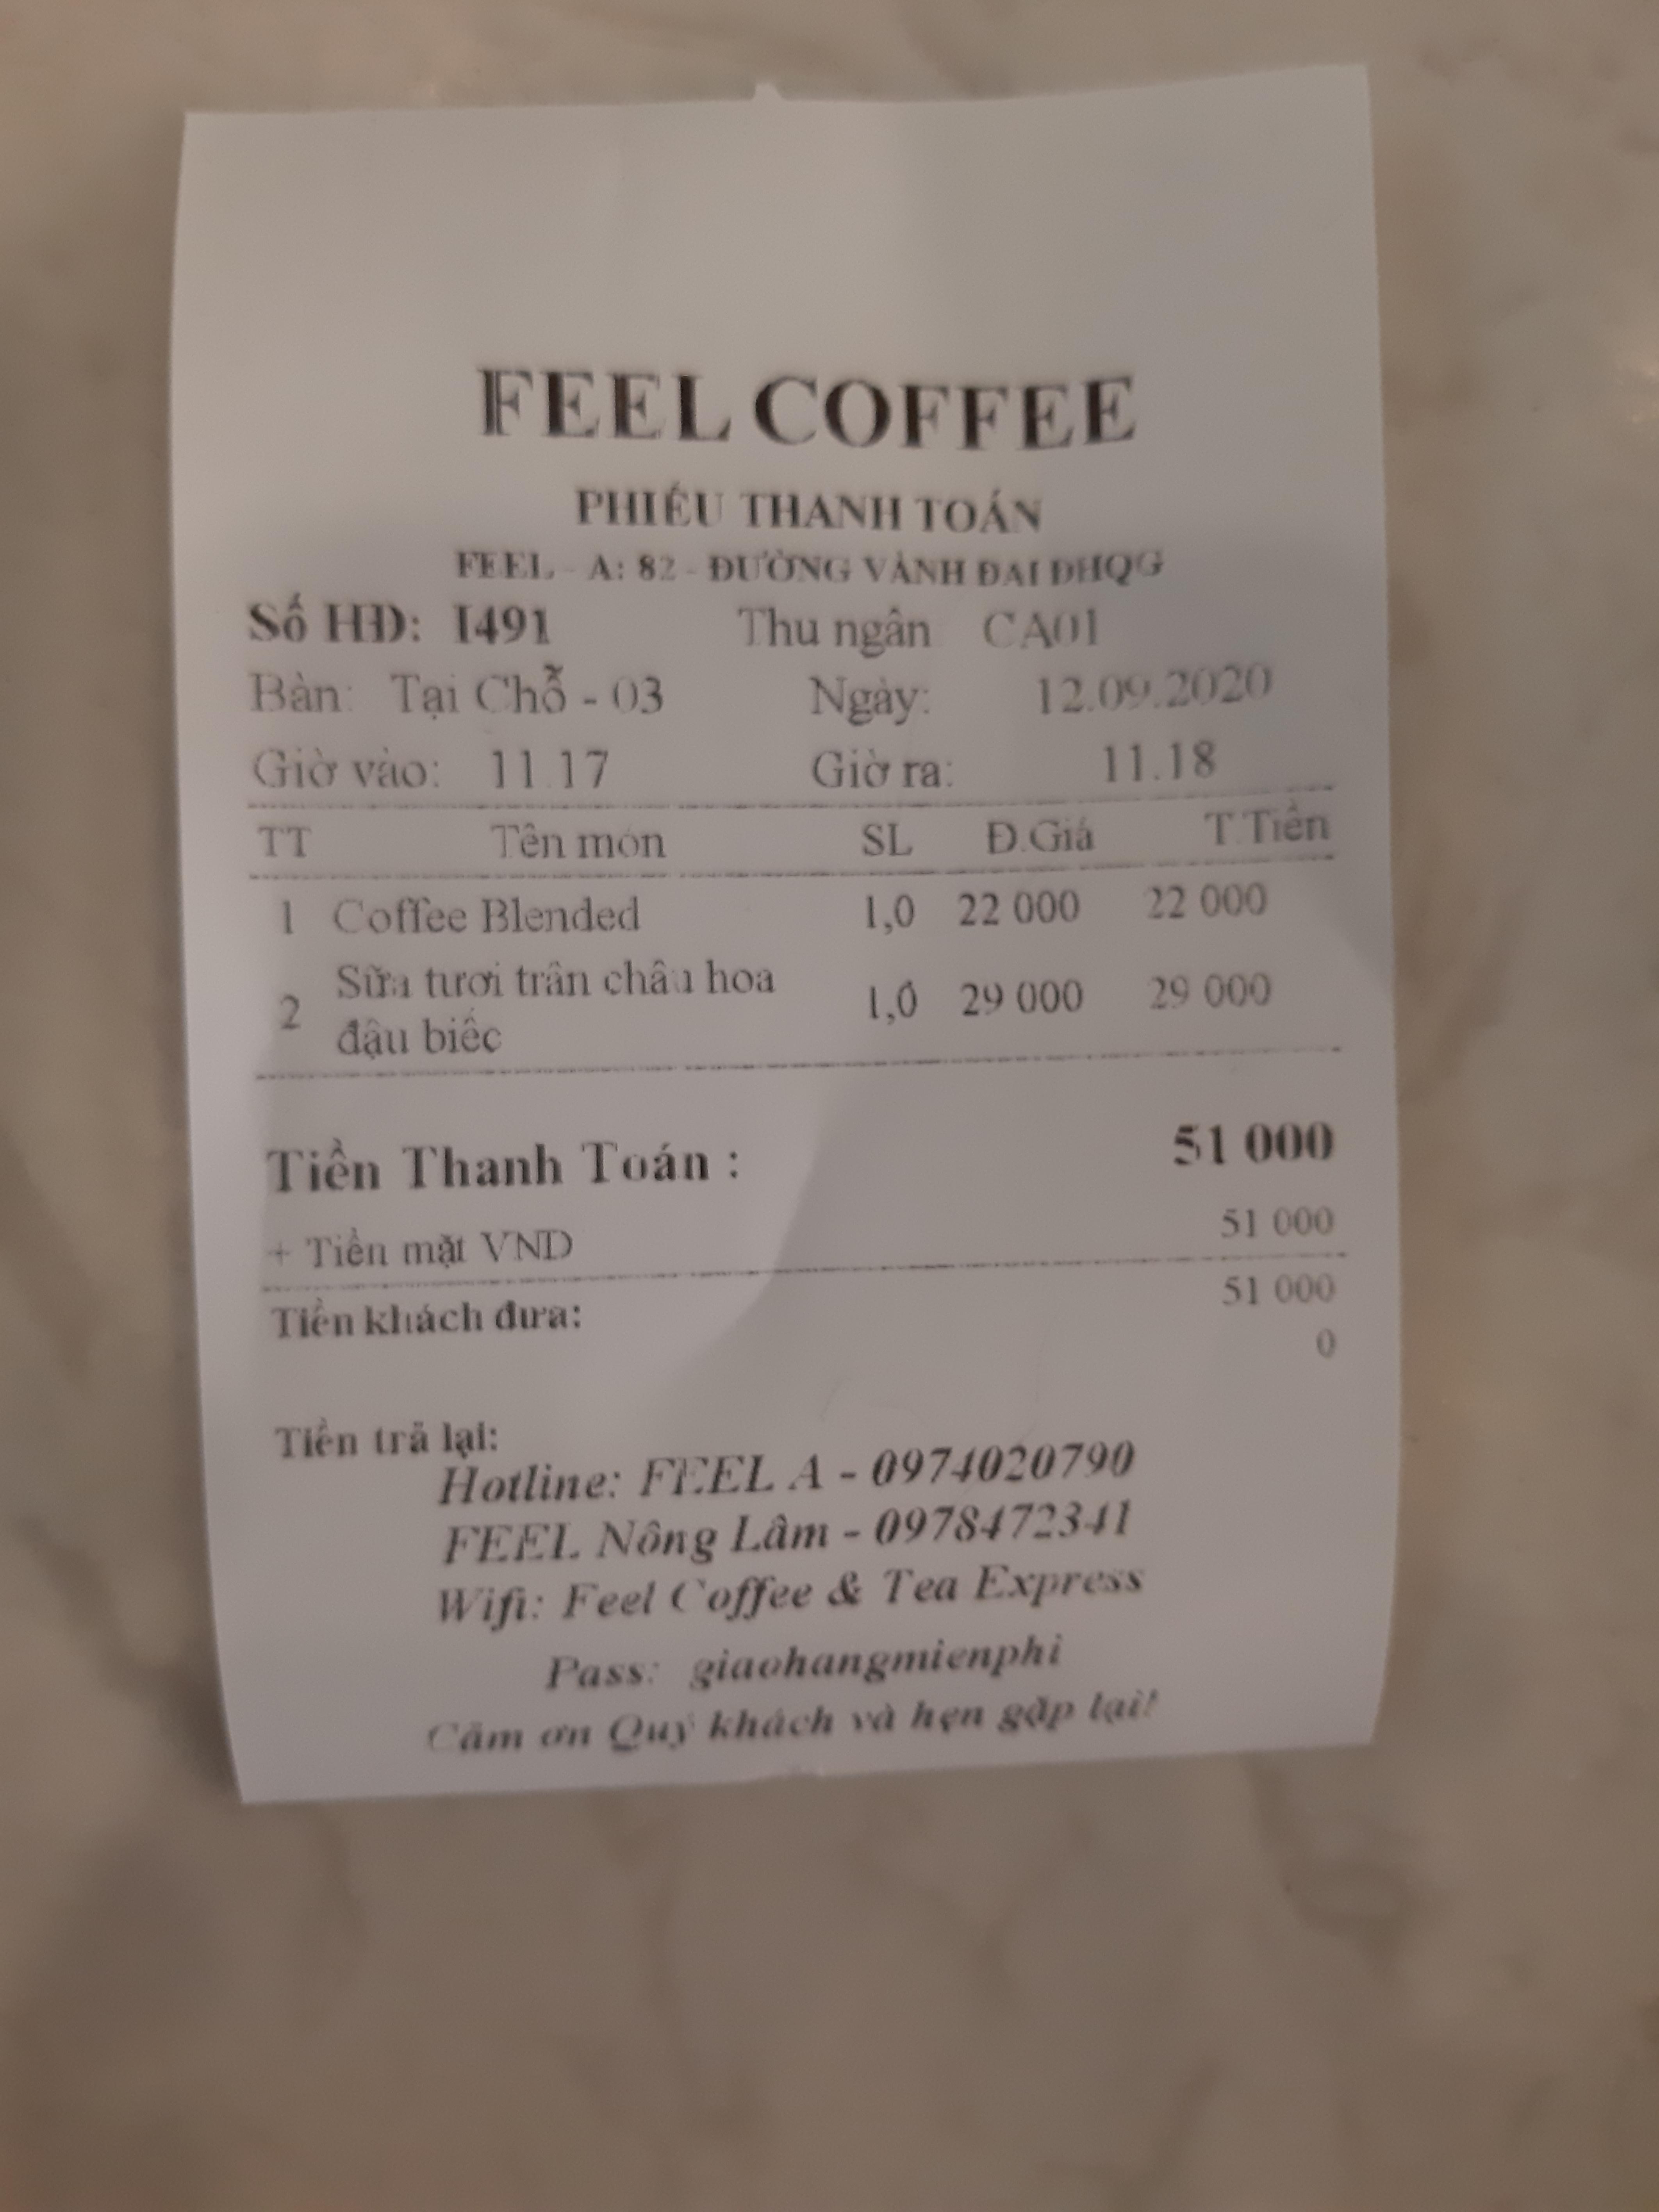 FEEL COFFEE
PHIẾU THANH TOÁN
FEEL - A: 82 - ĐƯỜNG VÀNH ĐAI ĐHQG
Số HĐ: I491 Thu ngân CA01
Bàn: Tại Chỗ - 03 Ngày: 12.09.2020
Giờ vào: 11.17 Giờ ra: 11.18
TT Tên món SL Đ.Giá T.Tiền
1 Coffee Blended 1,0 22 000 22 000
2 Sữa tươi trân châu hoa đậu biếc 1,0 29 000 29 000
Tiền Thanh Toán : 51 000
+ Tiền mặt VND 51 000
Tiền khách đưa: 51 000
0
Tiền trả lại:
Hotline: FEEL A - 0974020790
FEEL Nông Lâm - 0978472341
Wifi: Feel Coffee & Tea Express
Pass: giaohangmienphi
Cảm ơn Quý khách và hẹn gặp lại!